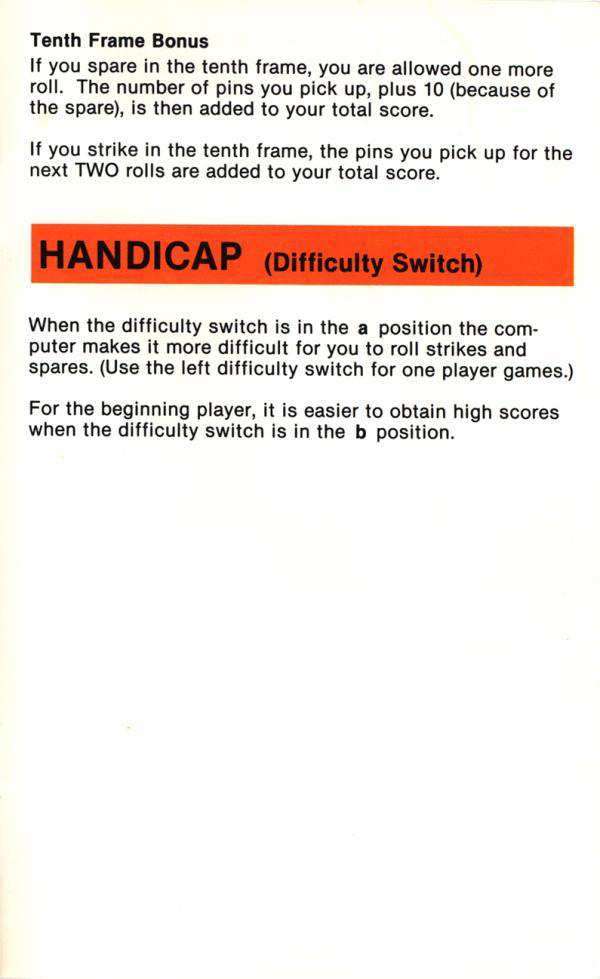 Tenth Frame Bonus
If you spare in the tenth frame, you are allowed one more
roll. The number of pins you pick up, plus 10 (because of
the spare), is then added to your total score.
If you strike in the tenth frame, the pins you pick up for the
next TWO rolls are added to your total score.
HANDICAP (Difficulty Switch)
When the difficulty switch is in the a position the com-
puter makes it more difficult for you to roll strikes and
spares. (Use the left difficulty switch for one player games.)
For the beginning player, it is easier to obtain high scores
when the difficulty switch is in the b position.